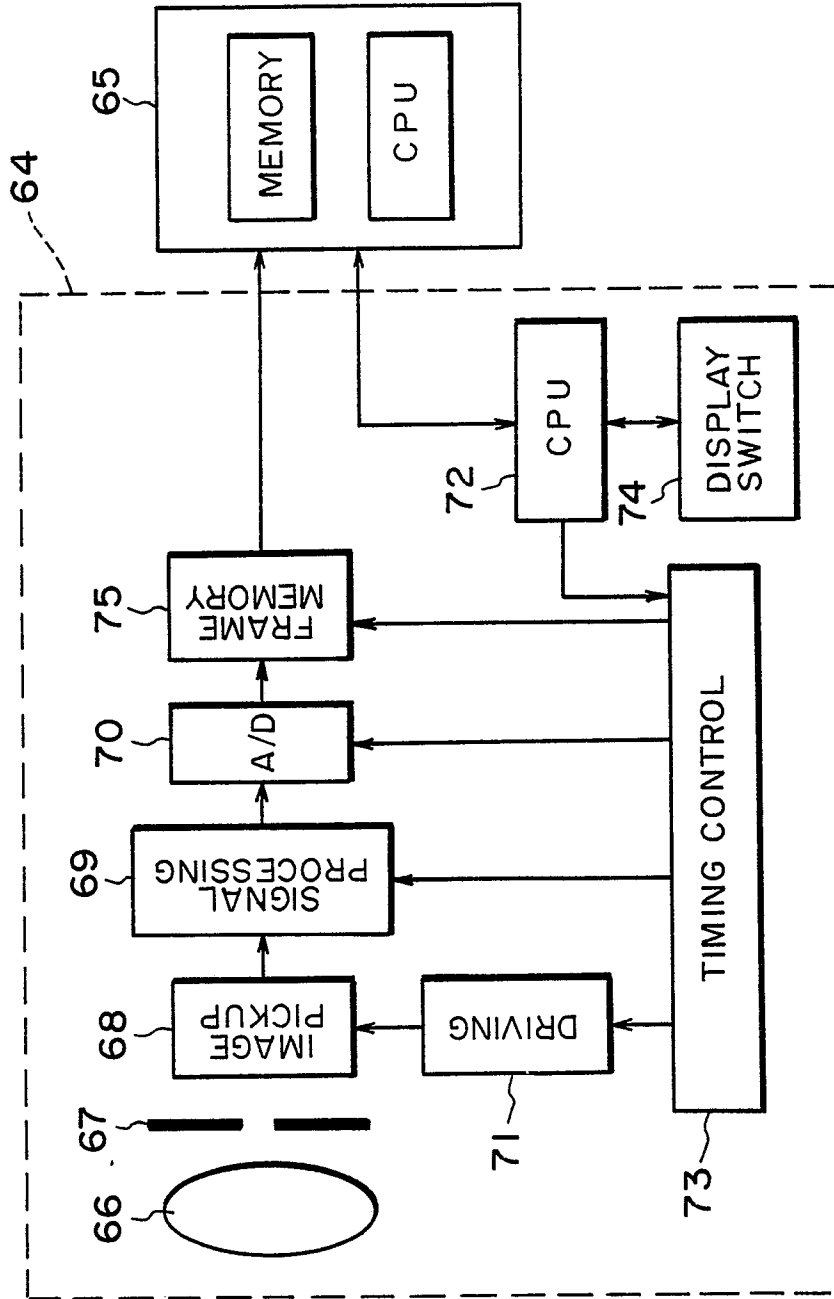 64
65
MEMORY
CPU
66
67
68
IMAGE
PICKUP
69
SIGNAL
PROCESSING
70
A/D
75
FRAME
MEMORY
71
DRIVING
72
CPU
73
TIMING CONTROL
74
DISPLAY
SWITCH